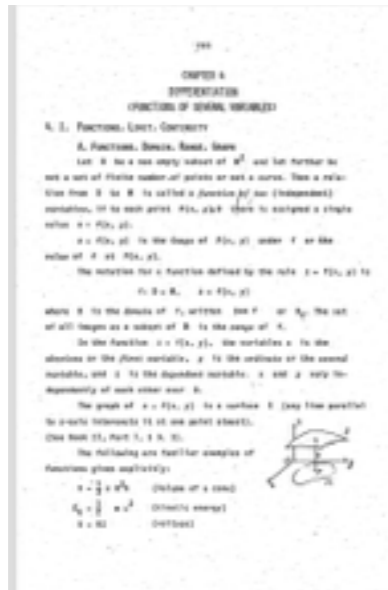 CHAPTER 4
DIFFERENTIATION
(FUNCTIONS OF SEVERAL VARIABLES)
4. 1. FUNCTIONS, LIMIT, CONTINUITY
A. FUNCTIONS, DOMAIN, RANGE, GRAPH
Let D be a non empty subset of R² and let further be
not a set of finite number of points or not a curve. Then a rela-
tion from D to R is called a function of two (independent)
variables, if to each point P(x, y) there is assigned a single
value z = f(x, y).
z = f(x, y) is the image of P(x, y) under f or the
value of f at P(x, y).
The notation for a function defined by the rule z = f(x, y) is
f: D → R, z = f(x, y)
where D is the domain of f, written Dom f or D_f. The set
of all images as a subset of R is the range of f.
In the function z = f(x, y), the variables x is the
abscissa or the first variable, y is the ordinate or the second
variable, and z is the dependent variable. x and y vary in-
dependently of each other over D.
The graph of z = f(x, y) is a surface S (any line parallel
to z-axis intersects it at one point atmost).
(See Book II, Part 1,
The following are familiar examples of
functions given explicitly:
(Volume of a cone)
(Kinetic energy)